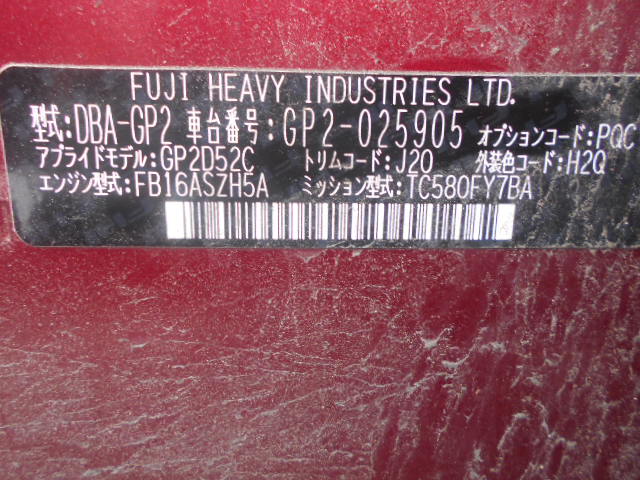 FUJI HEAVY INDUSTRIES LTD.
型式:DBA-GP2 車台番号:GP2-025905 オプションコード:PQC
アプライドモデル:GP2D52C トリムコード:J20 外装色コード:H2Q
エンジン型式:FB16ASZH5A ミッション型式:TC580FY7BA